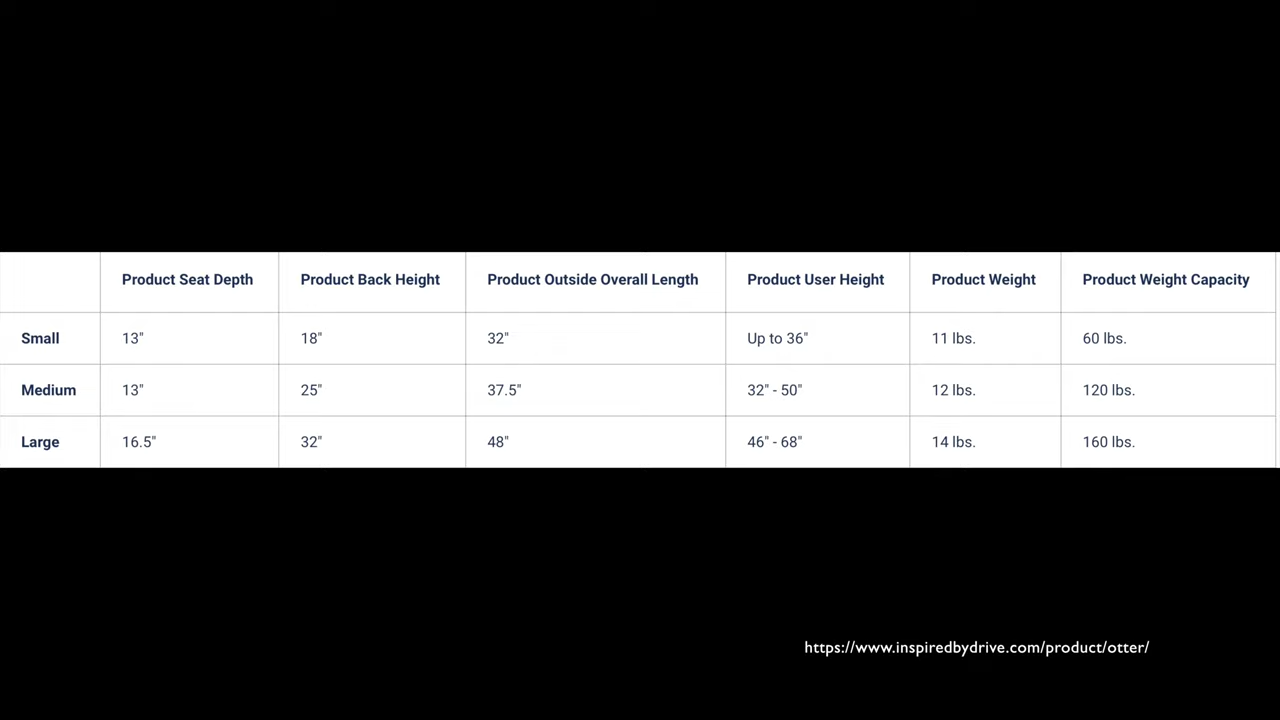 Product Seat Depth Product Back Height Product Outside Overall Length Product User Height Product Weight Product Weight Capacity
Small 13" 18" 32" Up to 36" 11 lbs. 60 lbs.
Medium 13" 25" 37.5" 32" - 50" 12 lbs. 120 lbs.
Large 16.5" 32" 48" 46" - 68" 14 lbs. 160 lbs.
https://www.inspiredbydrive.com/product/otter/